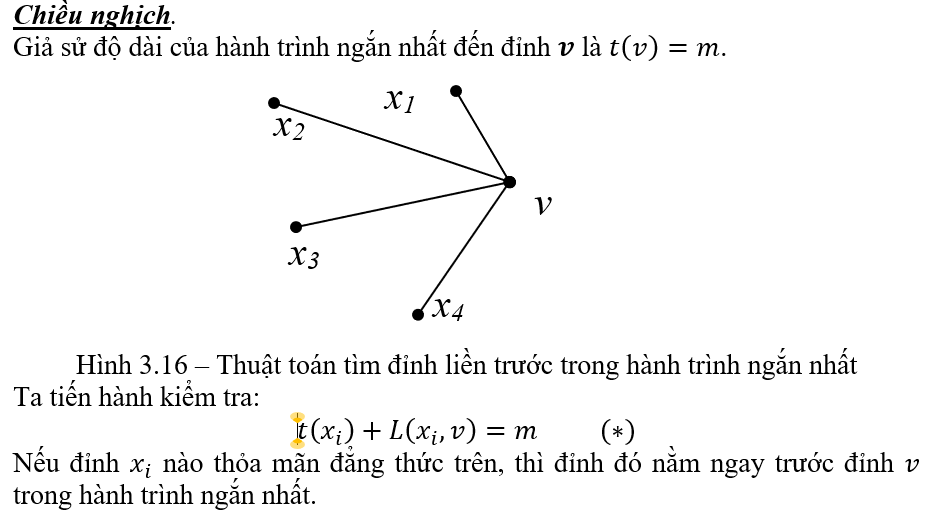 Chiều nghịch.
Giả sử độ dài của hành trình ngắn nhất đến đỉnh v là t(v) = m.
x1
x2
v
x3
x4
Hình 3.16 – Thuật toán tìm đỉnh liền trước trong hành trình ngắn nhất
Ta tiến hành kiểm tra:
t(xᵢ) + L(xᵢ, v) = m (*)
Nếu đỉnh xᵢ nào thỏa mãn đẳng thức trên, thì đỉnh đó nằm ngay trước đỉnh v
trong hành trình ngắn nhất.